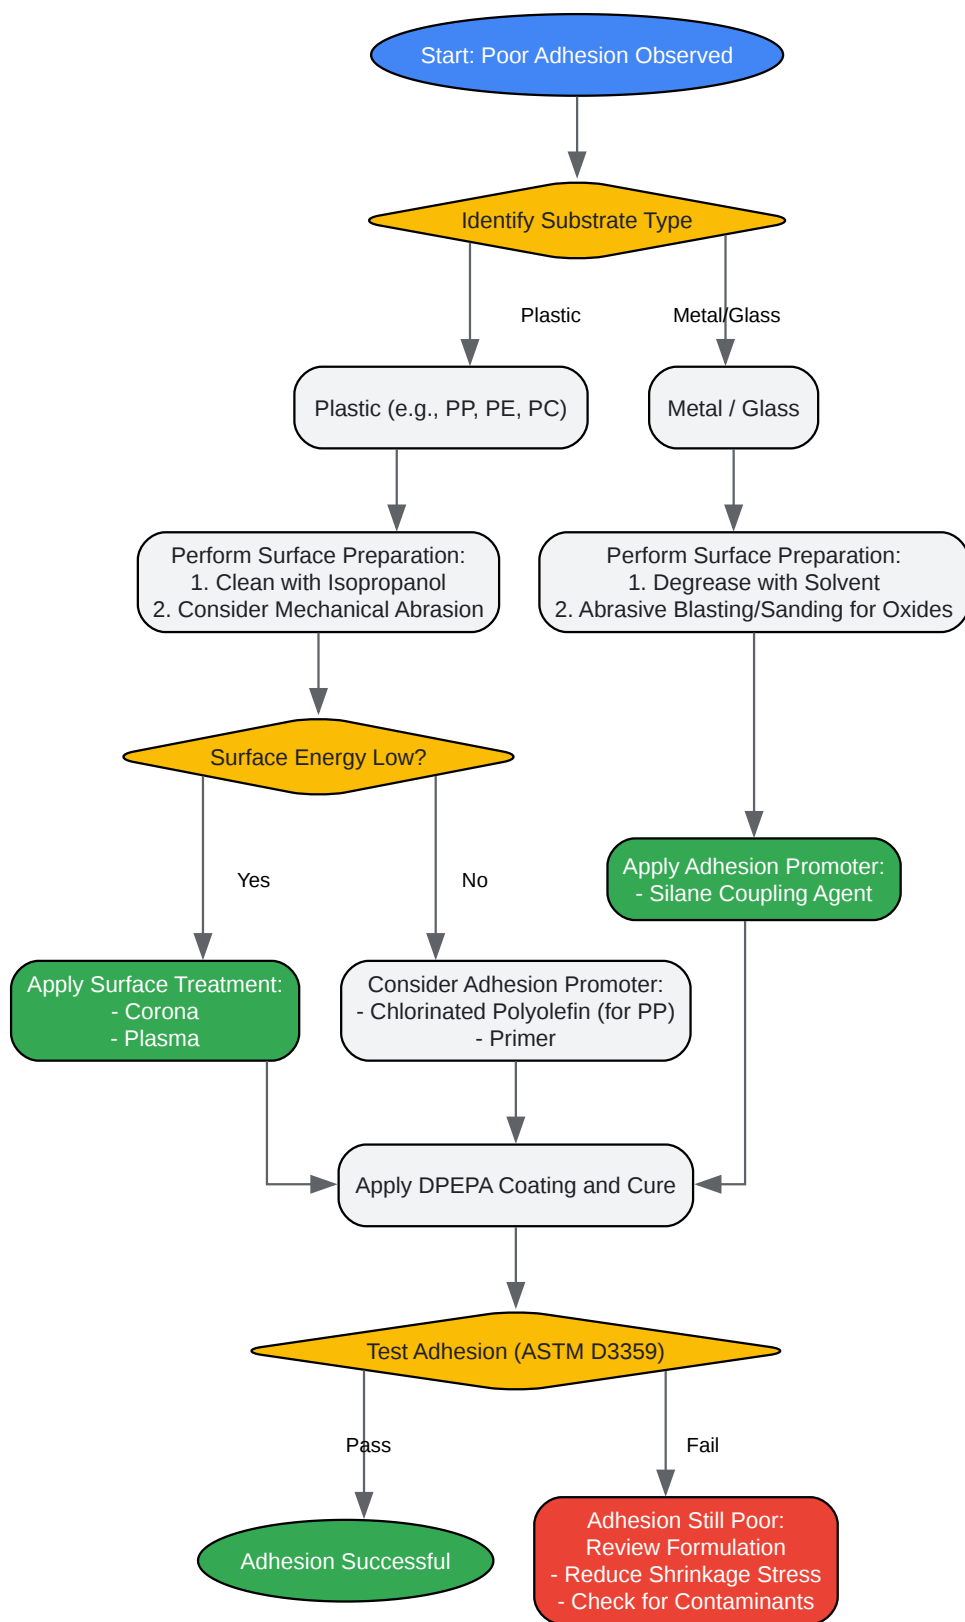 Start: Poor Adhesion Observed
Identify Substrate Type
Plastic
Metal/Glass
Plastic (e.g., PP, PE, PC)
Metal / Glass
Perform Surface Preparation:
1. Clean with Isopropanol
2. Consider Mechanical Abrasion
Perform Surface Preparation:
1. Degrease with Solvent
2. Abrasive Blasting/Sanding for Oxides
Surface Energy Low?
Yes
No
Apply Adhesion Promoter:
- Silane Coupling Agent
Apply Surface Treatment:
- Corona
- Plasma
Consider Adhesion Promoter:
- Chlorinated Polyolefin (for PP)
- Primer
Apply DPEPA Coating and Cure
Test Adhesion (ASTM D3359)
Pass
Fail
Adhesion Successful
Adhesion Still Poor:
Review Formulation
- Reduce Shrinkage Stress
- Check for Contaminants